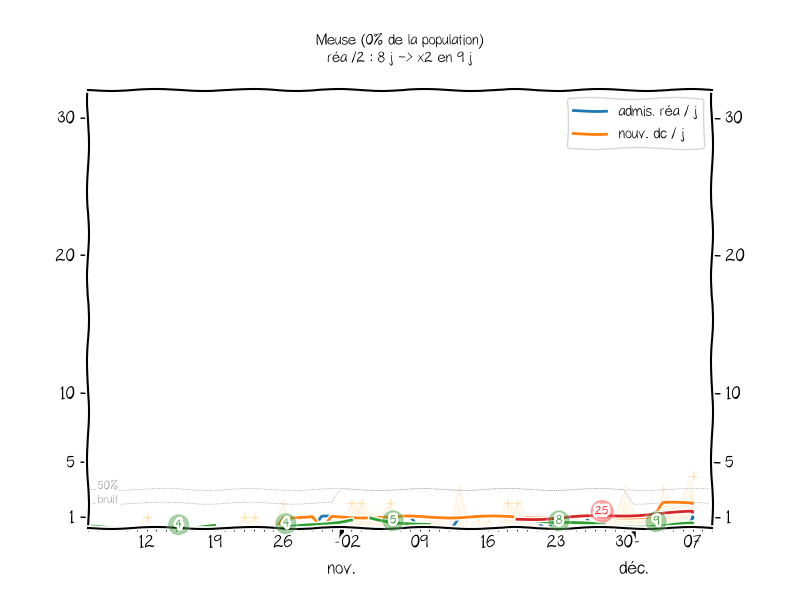 Meuse (0% de la population)
réa /2 : 8 j -> x2 en 9 j
admis. réa / j
nouv. dc / j
30 30
20 20
10 10
5 5
50%
bruit
1 1
4 4 5 8 25 9
12 19 26 02 09 16 23 30 07
nov. déc.